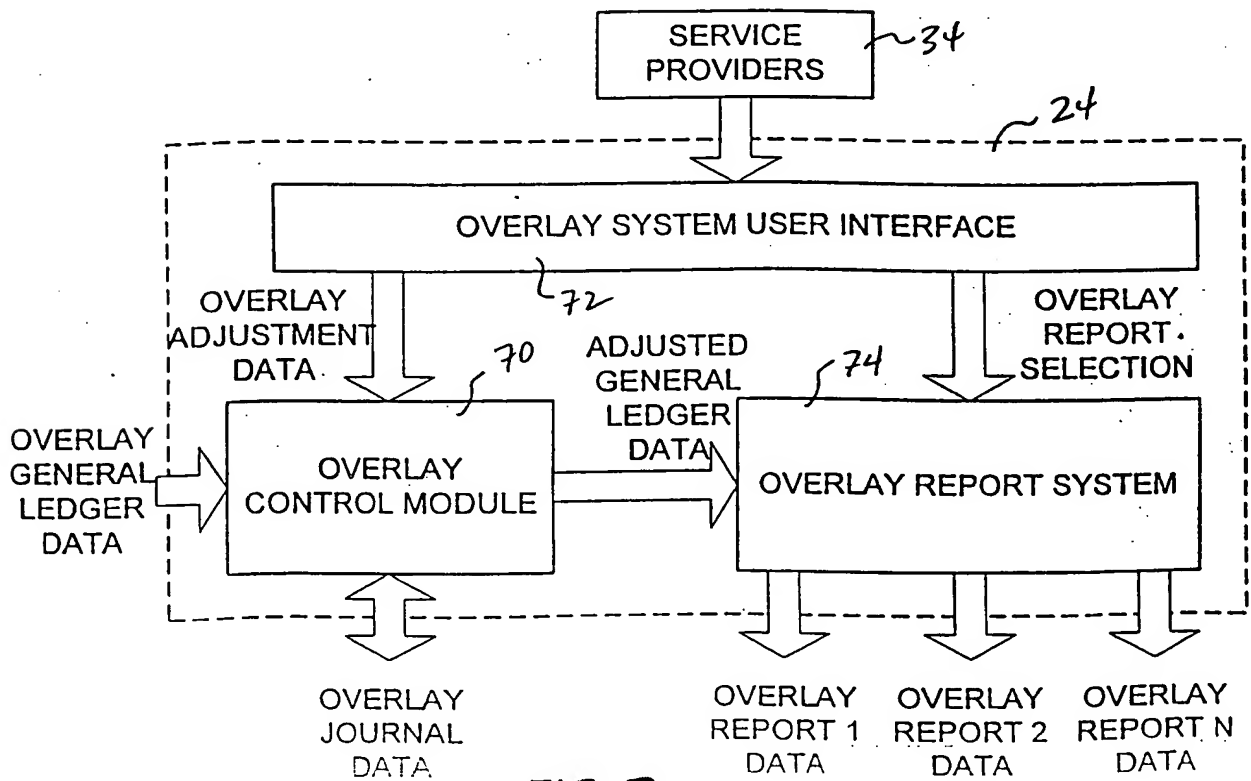 SERVICE
PROVIDERS
34
24
OVERLAY SYSTEM USER INTERFACE
72
OVERLAY
ADJUSTMENT
DATA
OVERLAY
REPORT
SELECTION
70
ADJUSTED
GENERAL
LEDGER
DATA
74
OVERLAY
GENERAL
LEDGER
DATA
OVERLAY
CONTROL MODULE
OVERLAY REPORT SYSTEM
OVERLAY
JOURNAL
DATA
OVERLAY
REPORT 1
DATA
OVERLAY
REPORT 2
DATA
OVERLAY
REPORT N
DATA